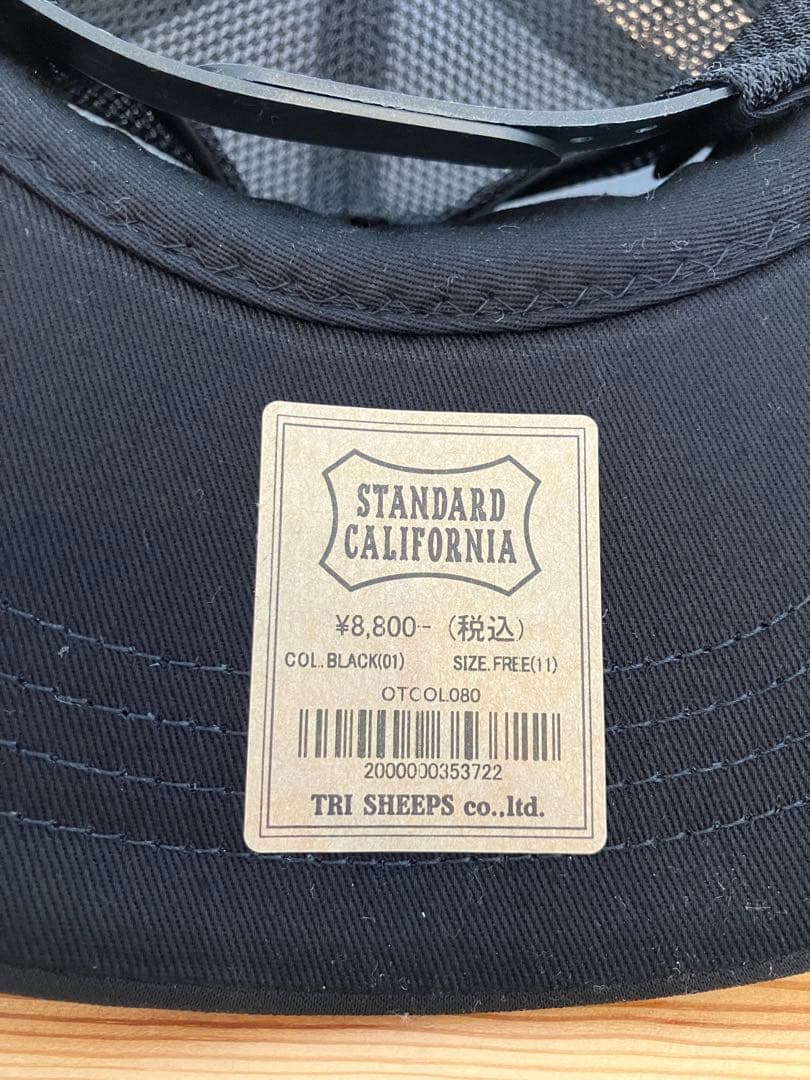 STANDARD
CALIFORNIA
¥8,800- (税込)
COL. BLACK(01) SIZE. FREE(11)
OTCOL080
2000000353722
TRI SHEEPS co.,ltd.